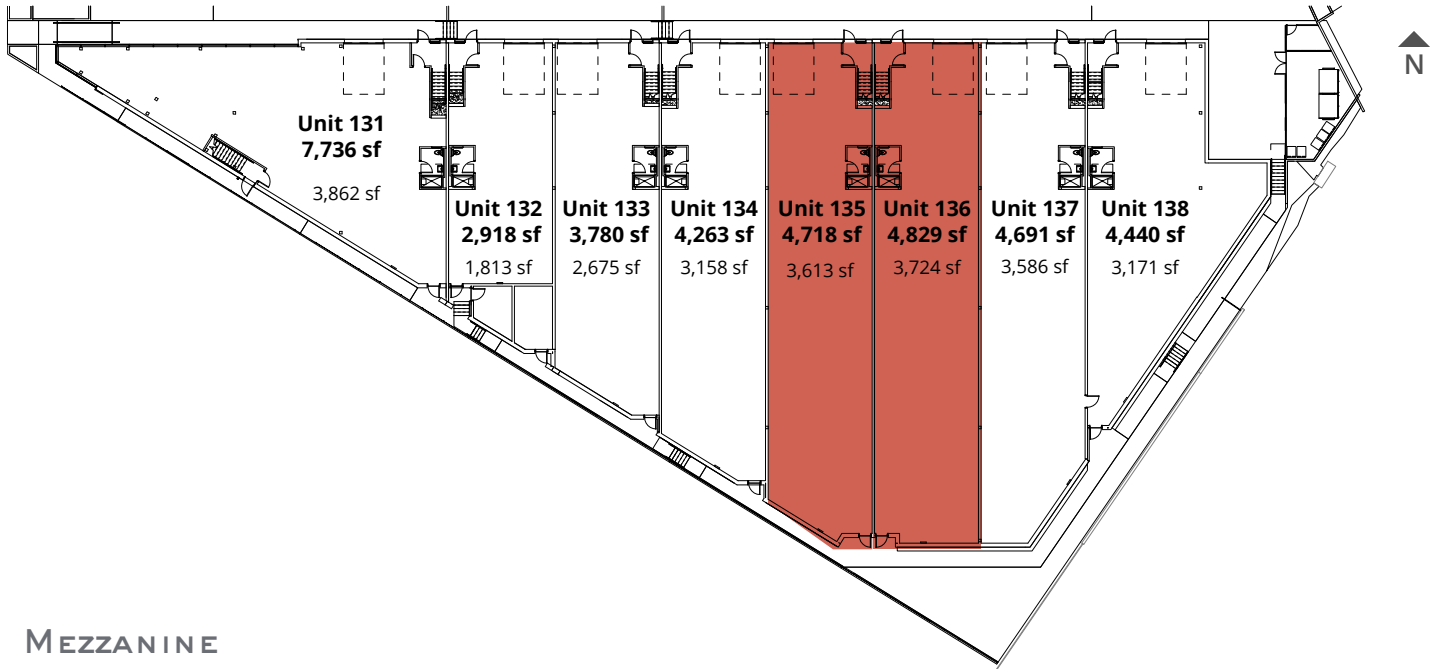 N
Unit 131
7,736 sf
3,862 sf
Unit 132
2,918 sf
1,813 sf
Unit 133
3,780 sf
2,675 sf
Unit 134
4,263 sf
3,158 sf
Unit 135
4,718 sf
3,613 sf
Unit 136
4,829 sf
3,724 sf
Unit 137
4,691 sf
3,586 sf
Unit 138
4,440 sf
3,171 sf
MEZZANINE